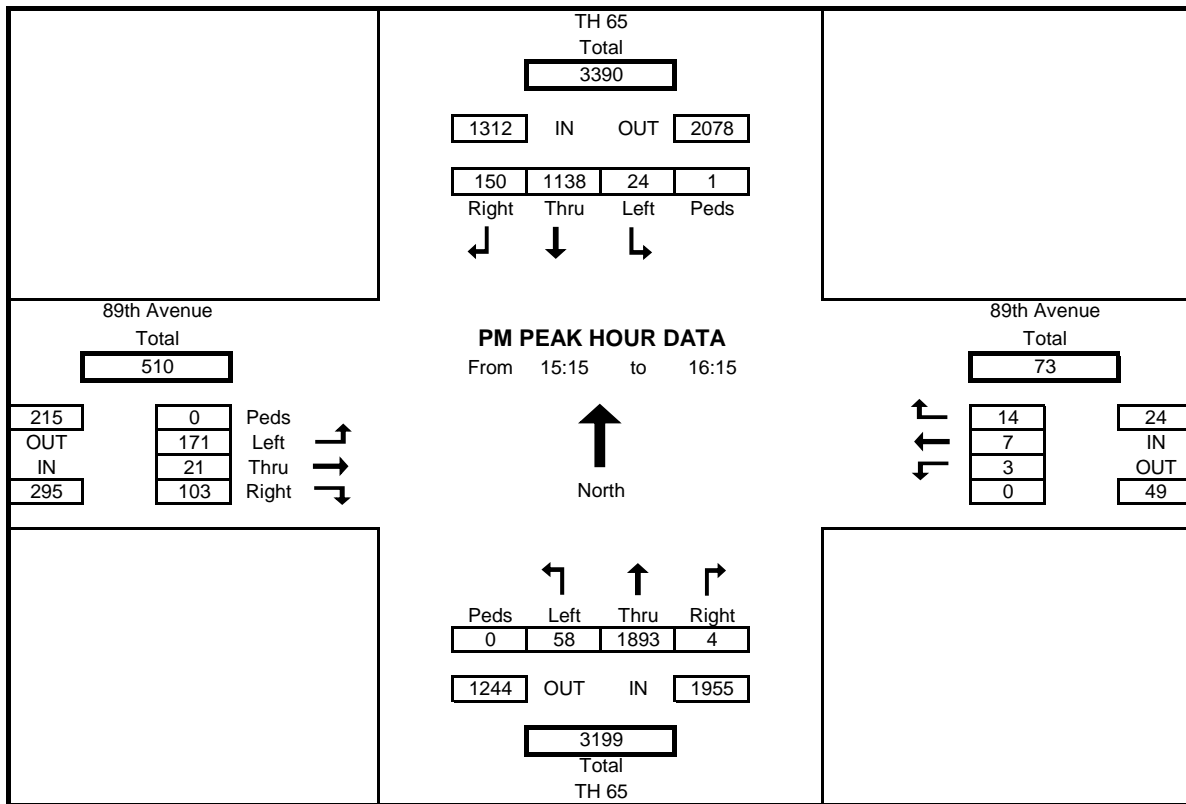 TH 65
Total
3390
1312 IN OUT 2078
150 1138 24 1
Right Thru Left Peds
89th Avenue
Total
510
215
OUT
IN
295
0 Peds
171 Left
21 Thru
103 Right
PM PEAK HOUR DATA
From 15:15 to 16:15
North
89th Avenue
Total
73
14
7
3
0
24
IN
OUT
49
Peds Left Thru Right
0 58 1893 4
1244 OUT IN 1955
3199
Total
TH 65